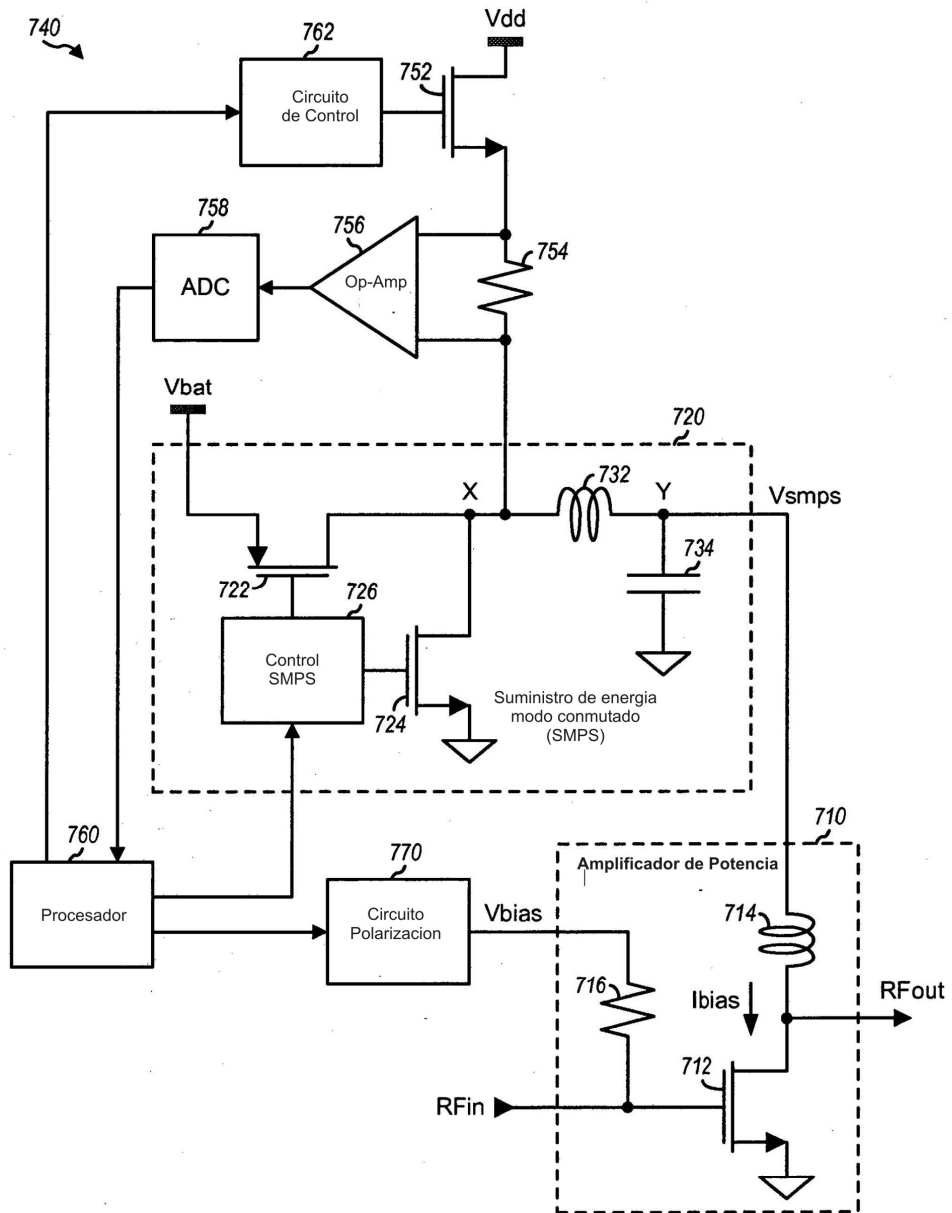 740
762
Vdd
752
Circuito
de Control
758
756
754
ADC
Op-Amp
Vbat
720
X
732
Y
Vsmps
734
722
726
Control
SMPS
724
Suministro de energia
modo conmutado
(SMPS)
760
770
710
Amplificador de Potencia
Procesador
Circuito
Polarizacion
Vbias
714
716
Ibias
RFout
712
RFin